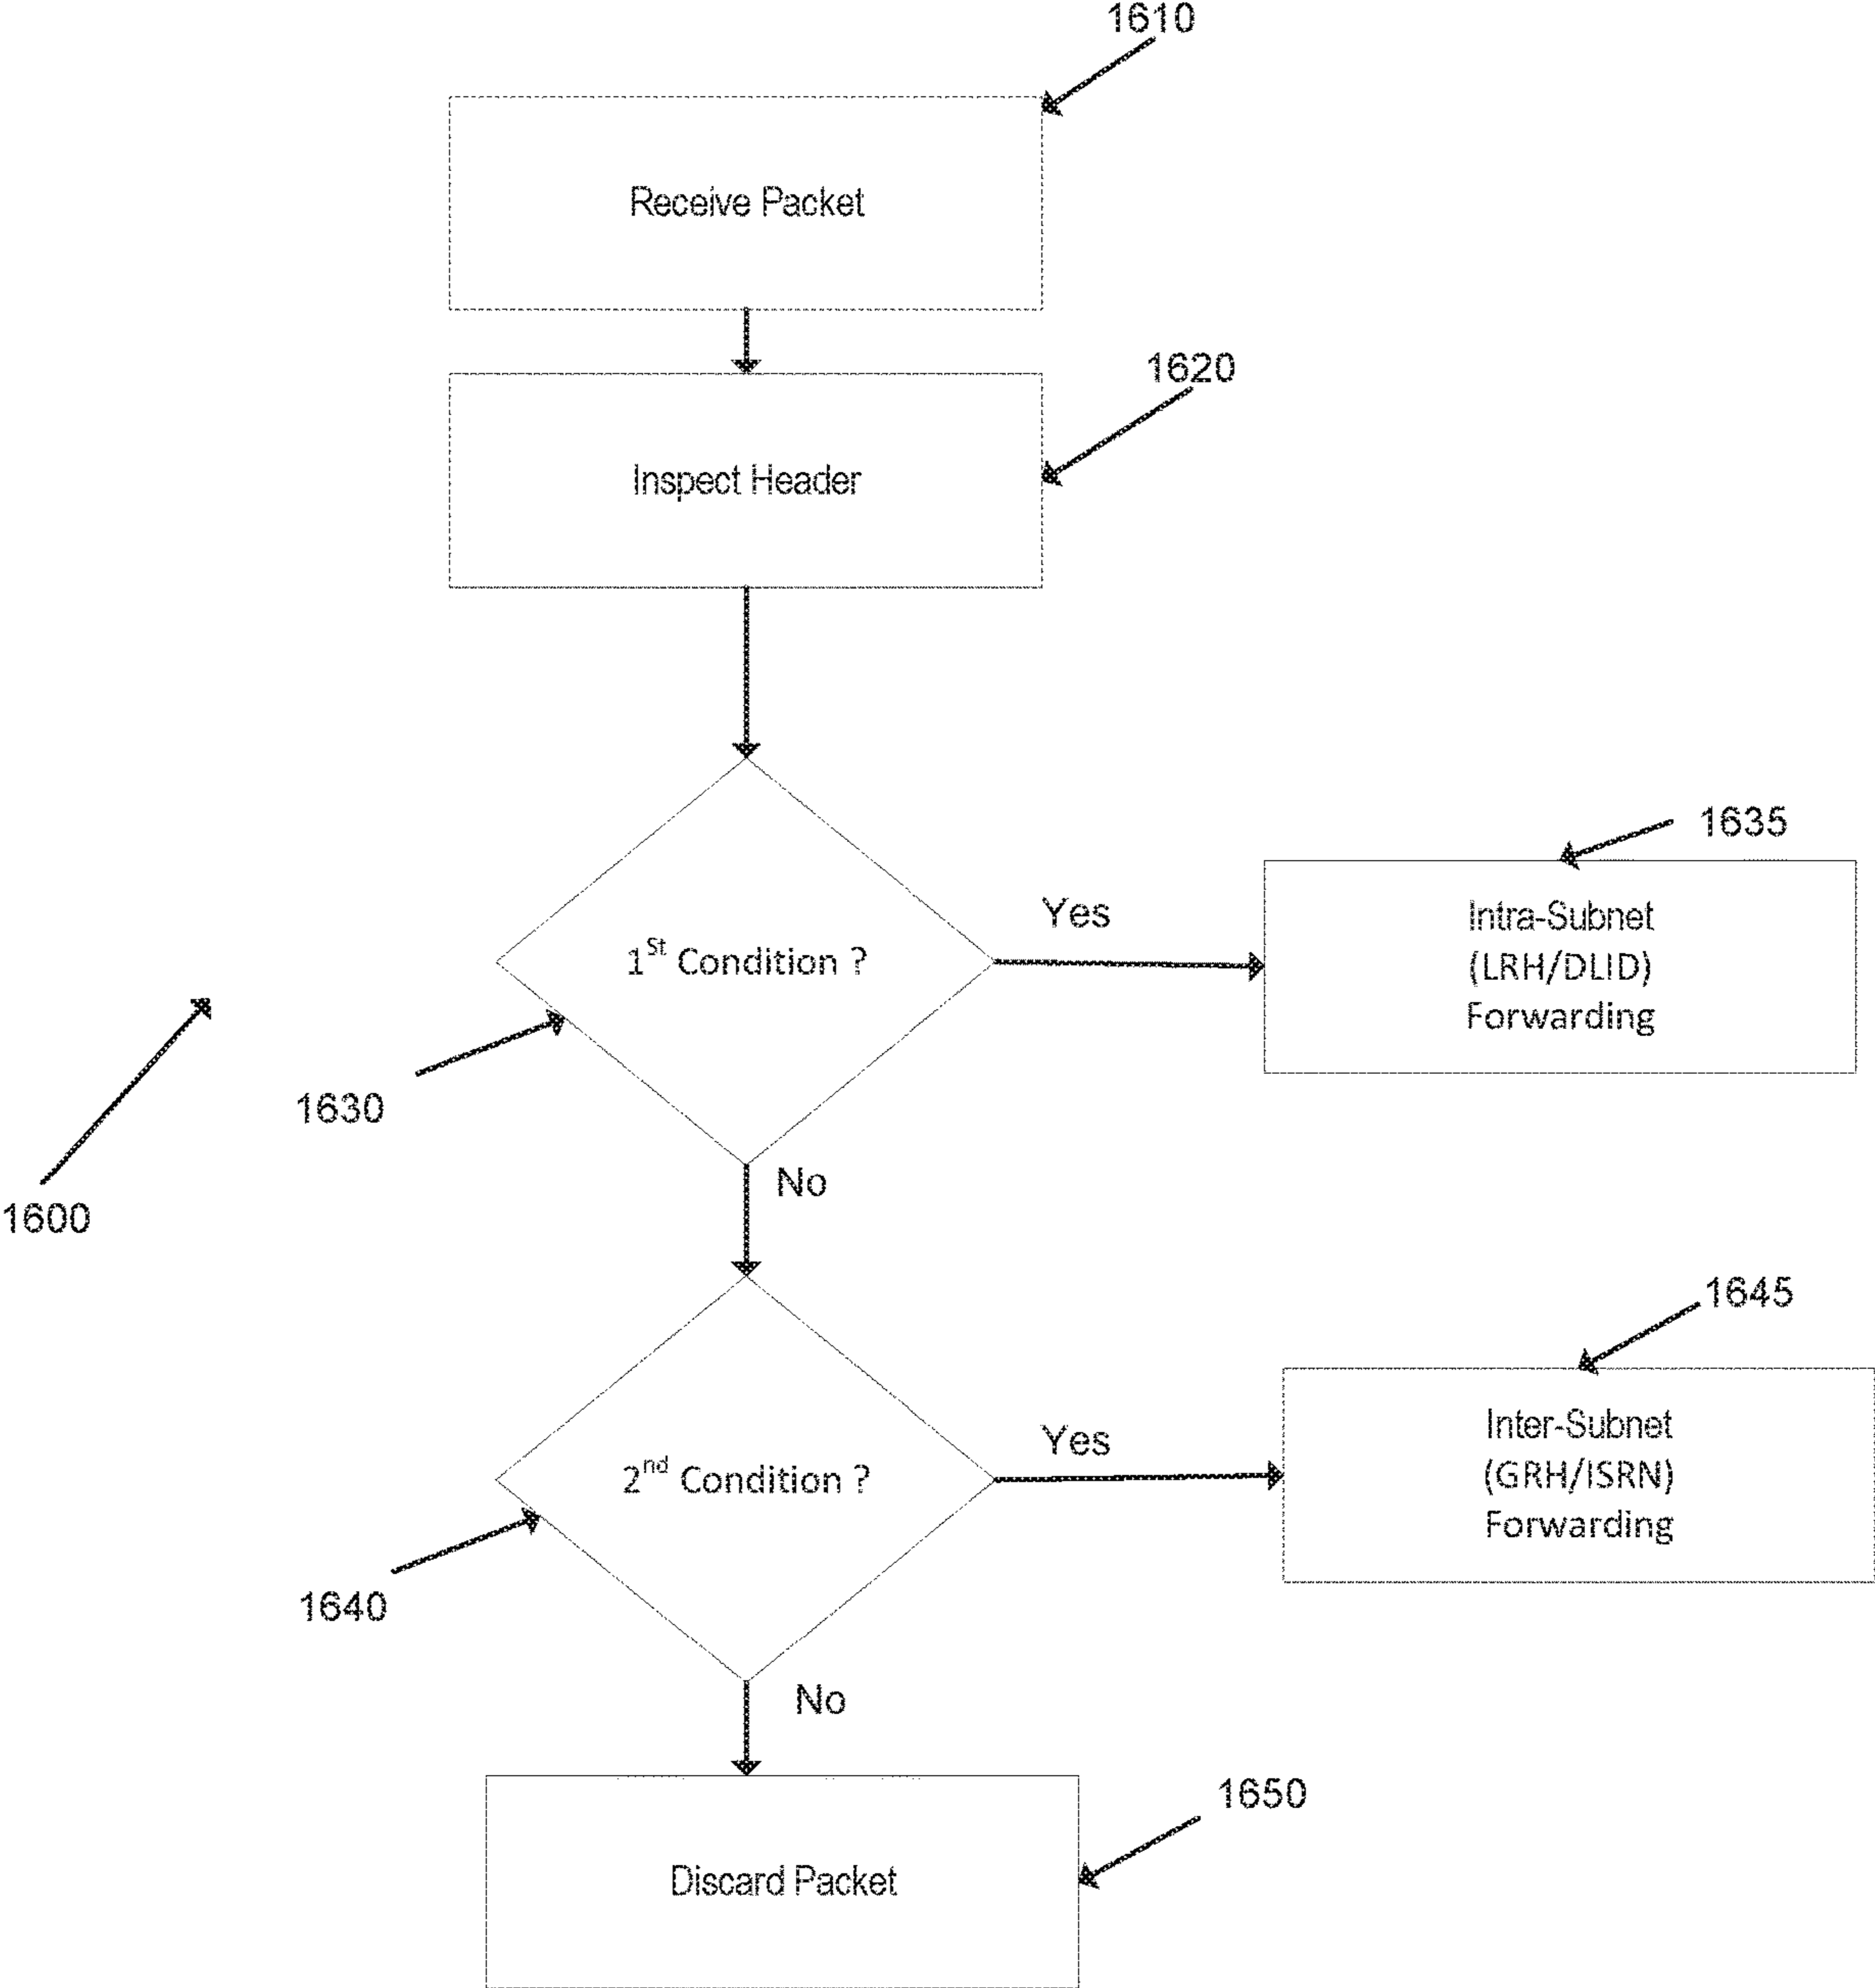 1610
Receive Packet
1620
Inspect Header
1635
Yes
Intra-Subnet
(LRH/DLID)
Forwarding
1St Condition ?
1630
No
1600
1645
Yes
Inter-Subnet
(GRH/ISRN)
Forwarding
2nd Condition ?
1640
No
1650
Discard Packet